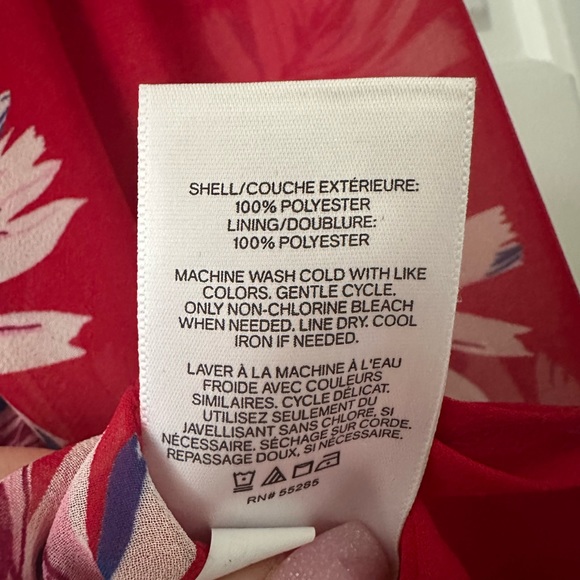 SHELL/COUCHE EXTÉRIEURE:
100% POLYESTER
LINING/DOUBLURE:
100% POLYESTER
MACHINE WASH COLD WITH LIKE
COLORS. GENTLE CYCLE.
ONLY NON-CHLORINE BLEACH
WHEN NEEDED. LINE DRY. COOL
IRON IF NEEDED.
LAVER À LA MACHINE À L'EAU
FROIDE AVEC COULEURS
SIMILAIRES. CYCLE DÉLICAT.
UTILISEZ SEULEMENT DU
JAVELLISANT SANS CHLORE, SI
NÉCESSAIRE. SÉCHAGE SUR CORDE.
REPASSAGE DOUX, SI NÉCESSAIRE.
RN# 55285